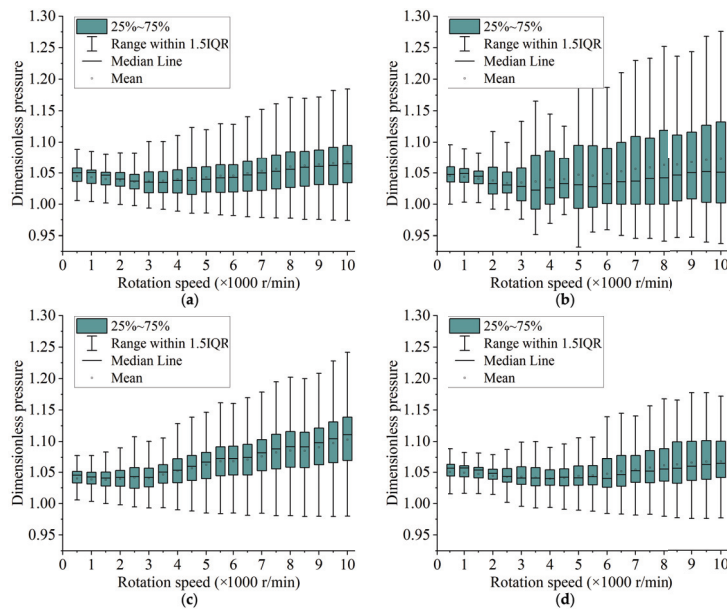 1.30
1.25
1.20
1.15
1.10
1.05
1.00
0.95
Dimensionless pressure
25%~75%
Range within 1.5IQR
Median Line
Mean
0 1 2 3 4 5 6 7 8 9 10
Rotation speed (×1000 r/min)
(a)
1.30
1.25
1.20
1.15
1.10
1.05
1.00
0.95
Dimensionless pressure
25%~75%
Range within 1.5IQR
Median Line
Mean
0 1 2 3 4 5 6 7 8 9 10
Rotation speed (×1000 r/min)
(b)
1.30
1.25
1.20
1.15
1.10
1.05
1.00
0.95
Dimensionless pressure
25%~75%
Range within 1.5IQR
Median Line
Mean
0 1 2 3 4 5 6 7 8 9 10
Rotation speed (×1000 r/min)
(c)
1.30
1.25
1.20
1.15
1.10
1.05
1.00
0.95
Dimensionless pressure
25%~75%
Range within 1.5IQR
Median Line
Mean
0 1 2 3 4 5 6 7 8 9 10
Rotation speed (×1000 r/min)
(d)